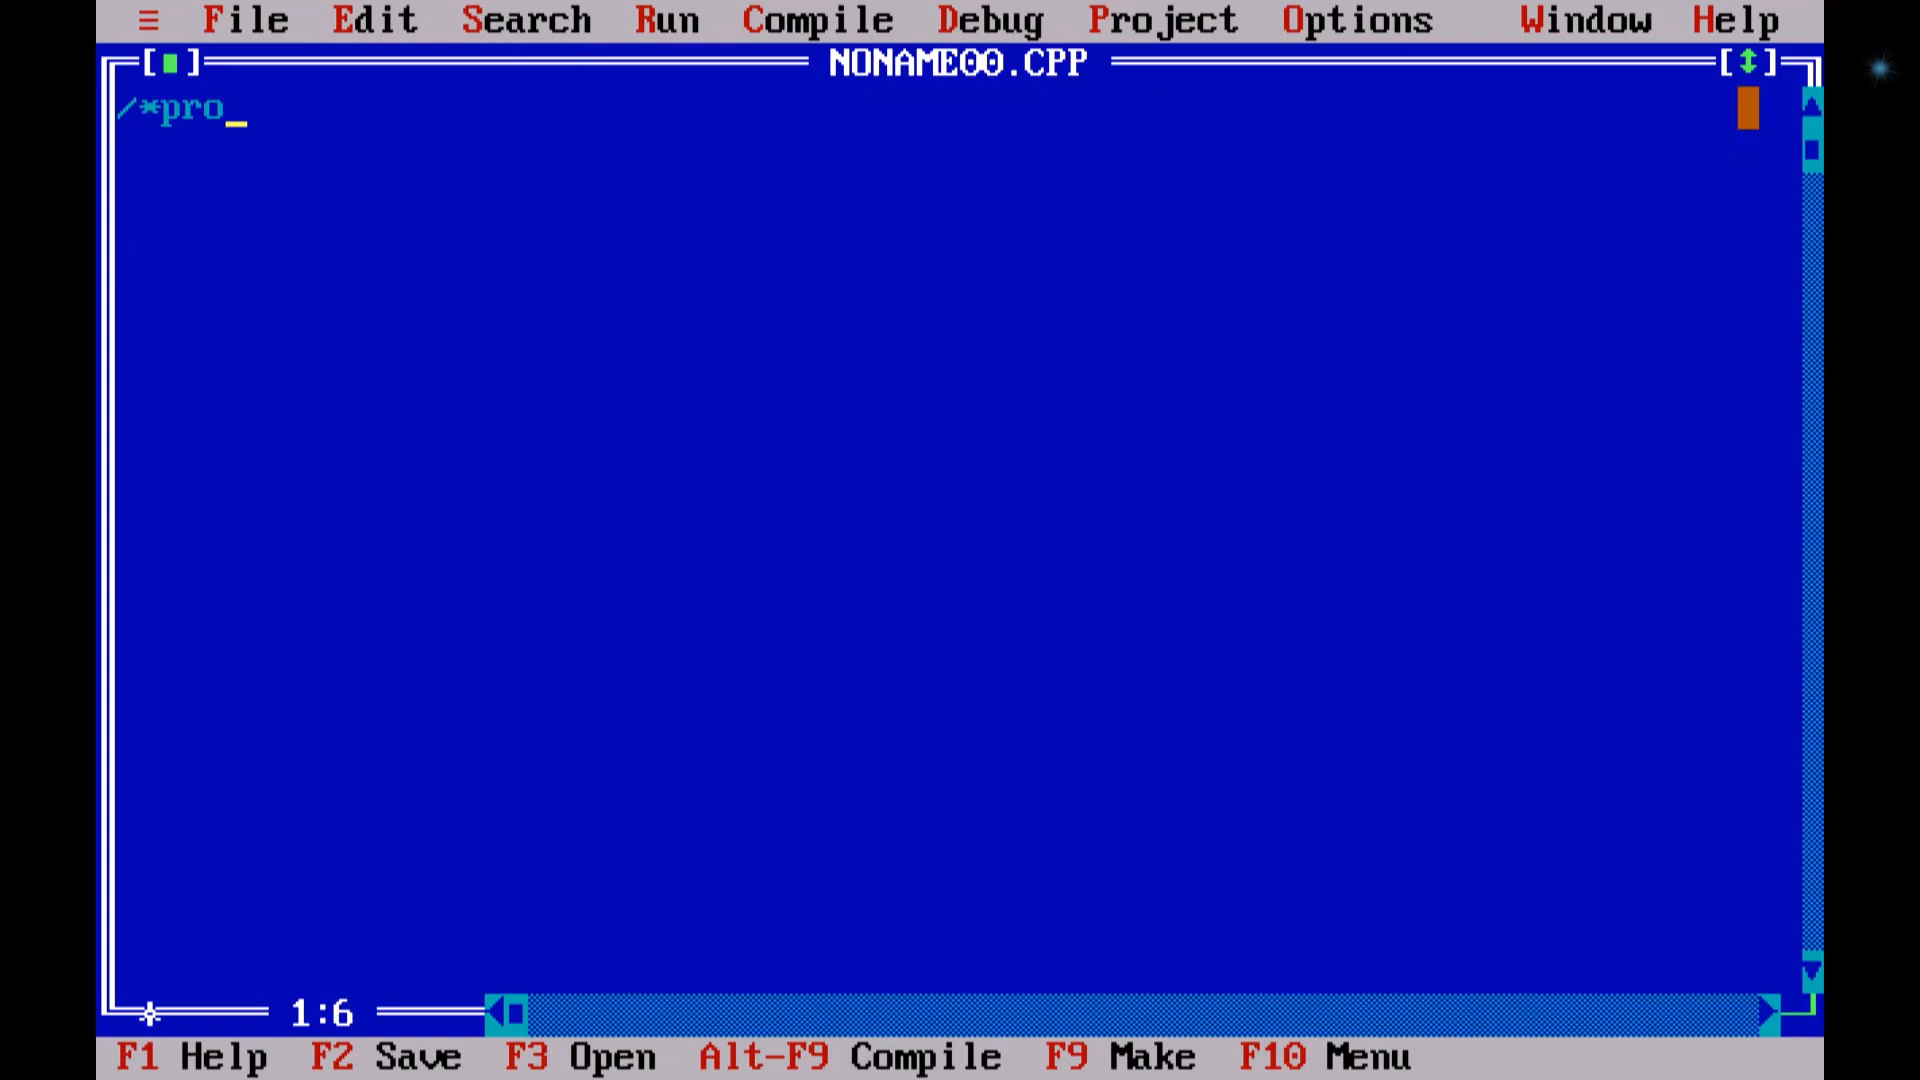 ≡ File Edit Search Run Compile Debug Project Options Window Help
[■] NONAME00.CPP [↕]
/*pro_
1:6
F1 Help F2 Save F3 Open Alt-F9 Compile F9 Make F10 Menu